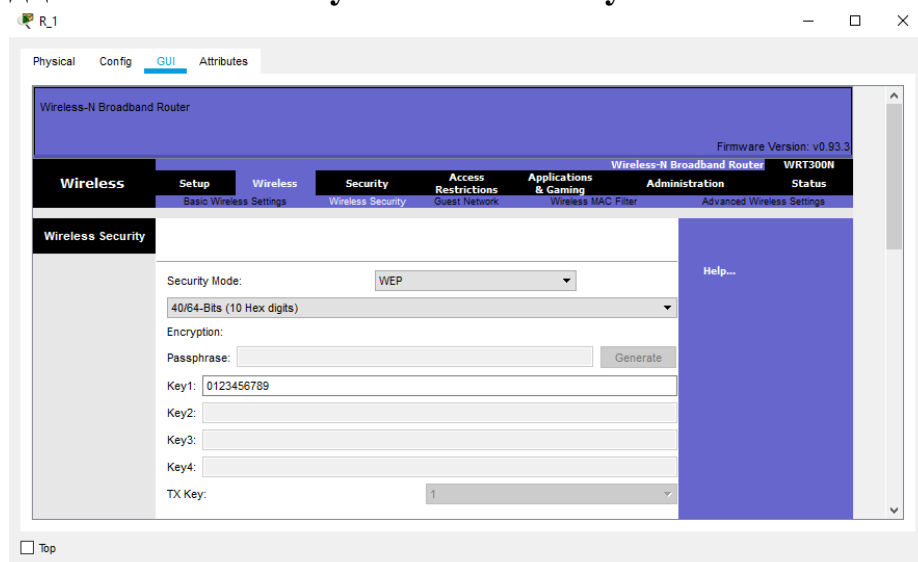 R_1
Physical Config GUI Attributes
Wireless-N Broadband Router
Firmware Version: v0.93.3
Wireless-N Broadband Router WRT300N
Wireless Setup Wireless Security Access Restrictions Applications & Gaming Administration Status
Basic Wireless Settings Wireless Security Guest Network Wireless MAC Filter Advanced Wireless Settings
Wireless Security
Help...
Security Mode: WEP
40/64-Bits (10 Hex digits)
Encryption:
Passphrase: Generate
Key1: 0123456789
Key2:
Key3:
Key4:
TX Key: 1
Top